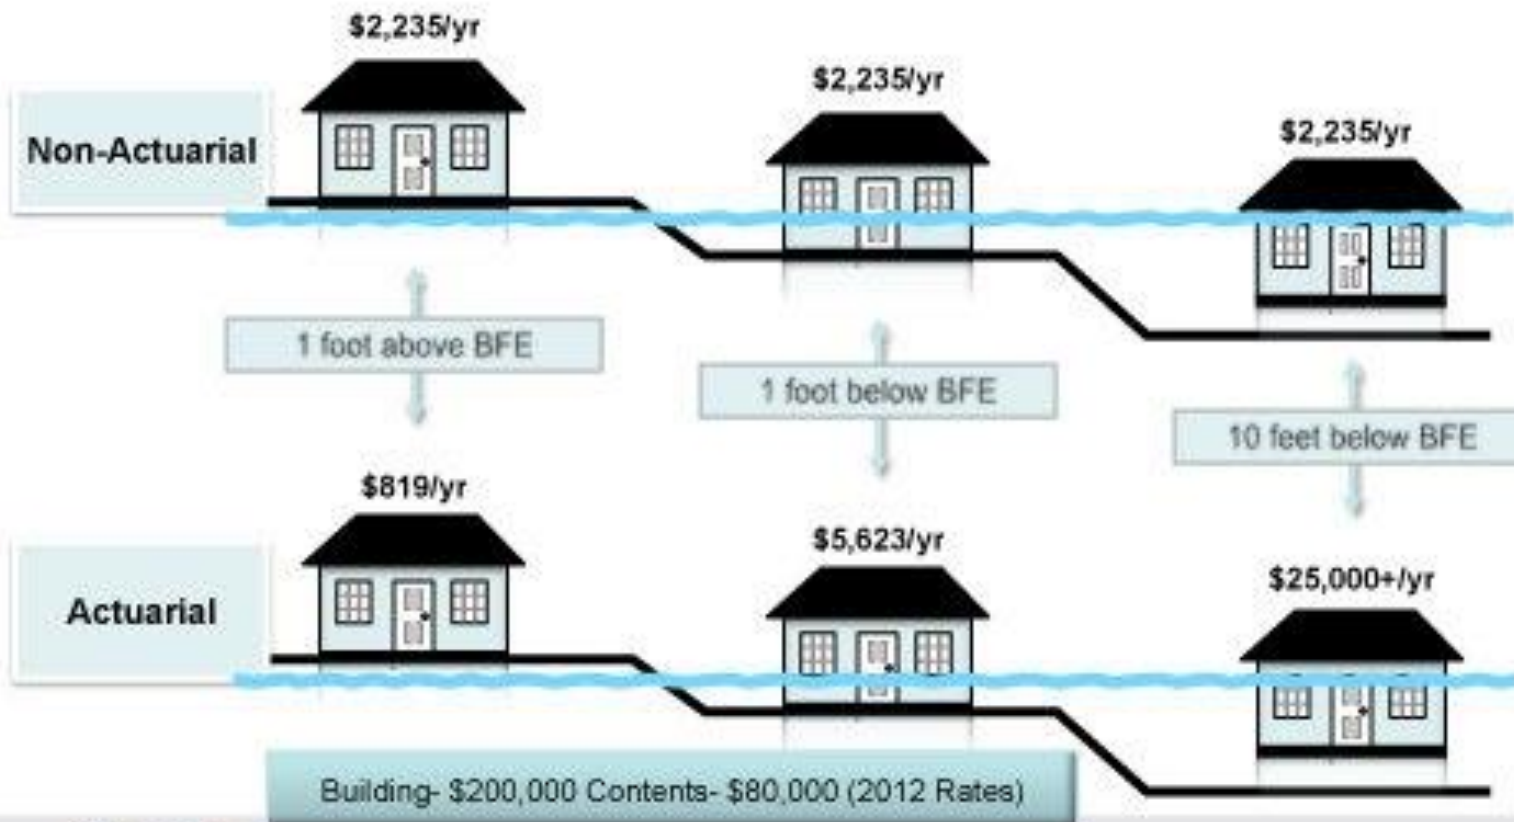 $2,235/yr
$2,235/yr
$2,235/yr
Non-Actuarial
1 foot above BFE
1 foot below BFE
10 feet below BFE
$819/yr
$5,623/yr
$25,000+/yr
Actuarial
Building- $200,000 Contents- $80,000 (2012 Rates)